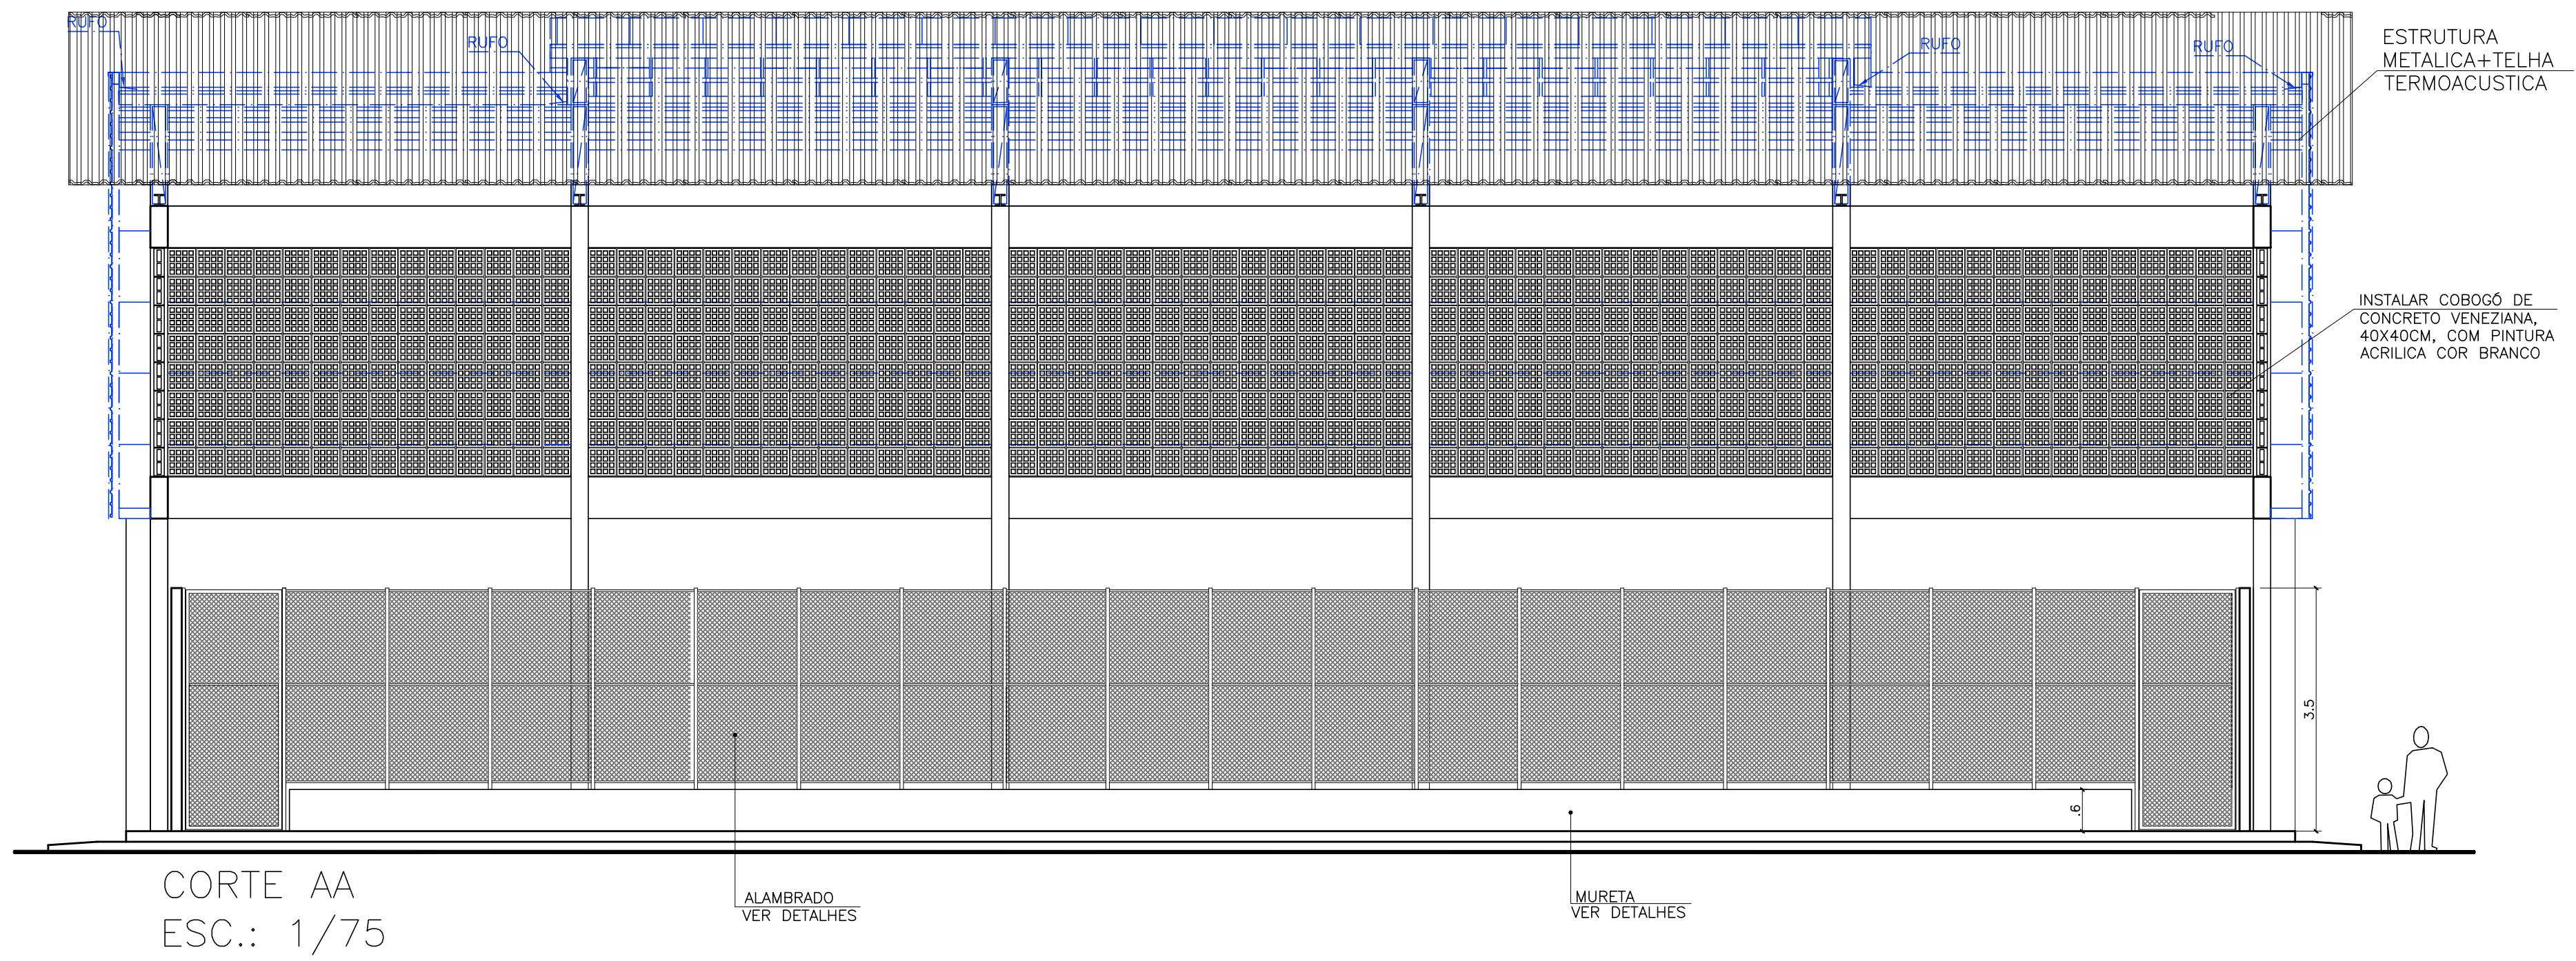 RUFO
RUFO
RUFO
RUFO
ESTRUTURA
METALICA+TELHA
TERMOACUSTICA
INSTALAR COBOGÓ DE
CONCRETO VENEZIANA,
40X40CM, COM PINTURA
ACRILICA COR BRANCO
3.5
.6
ALAMBRADO
VER DETALHES
MURETA
VER DETALHES
CORTE AA
ESC.: 1/75